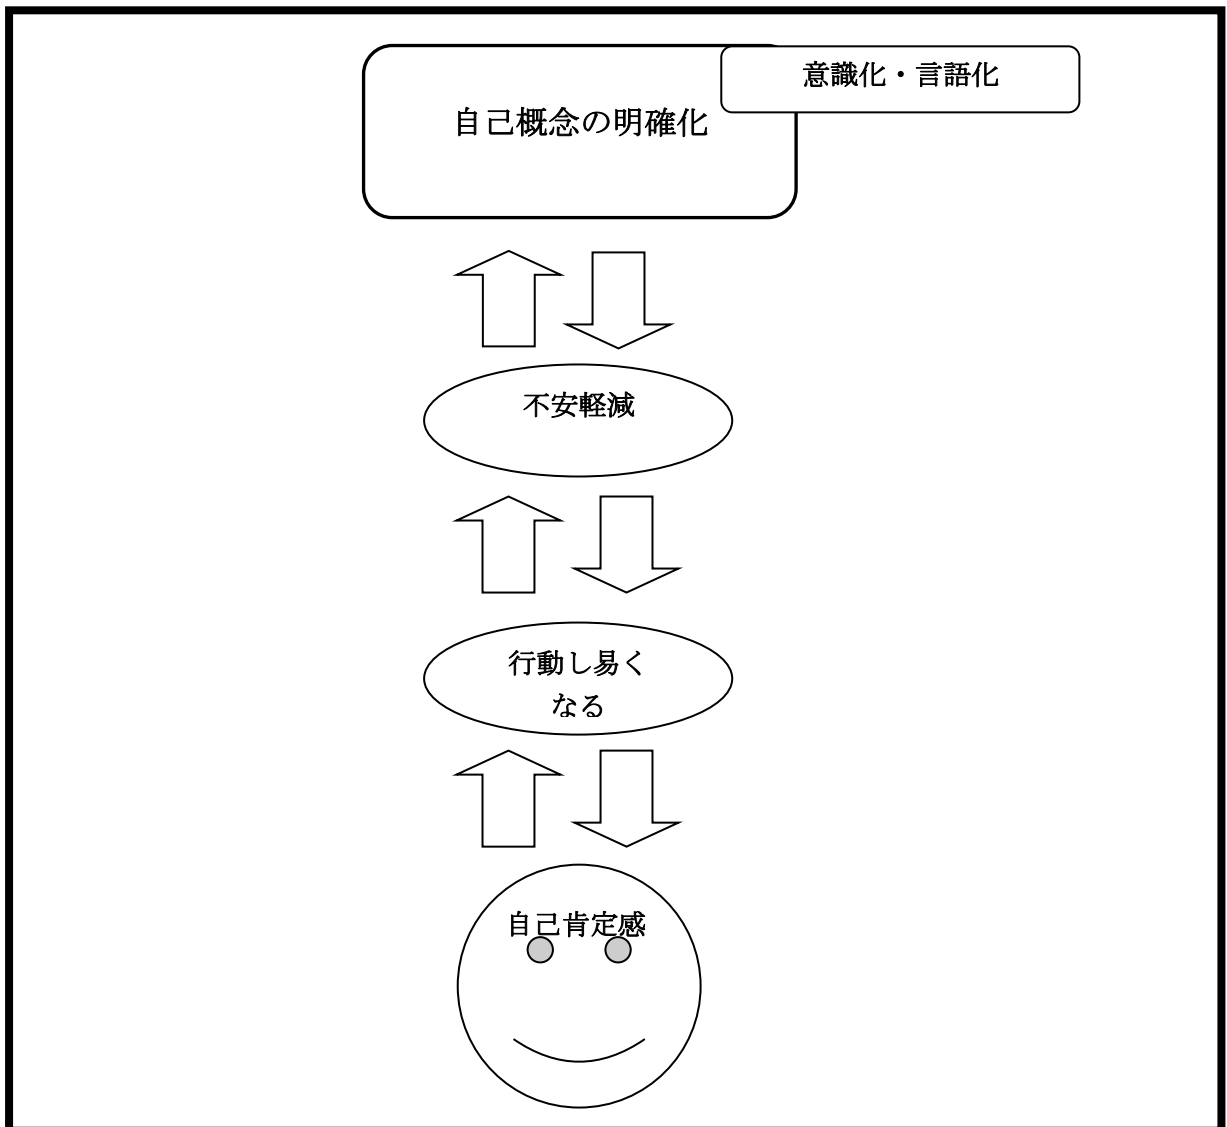 意識化・言語化
自己概念の明確化
不安軽減
行動し易く
なる
自己肯定感